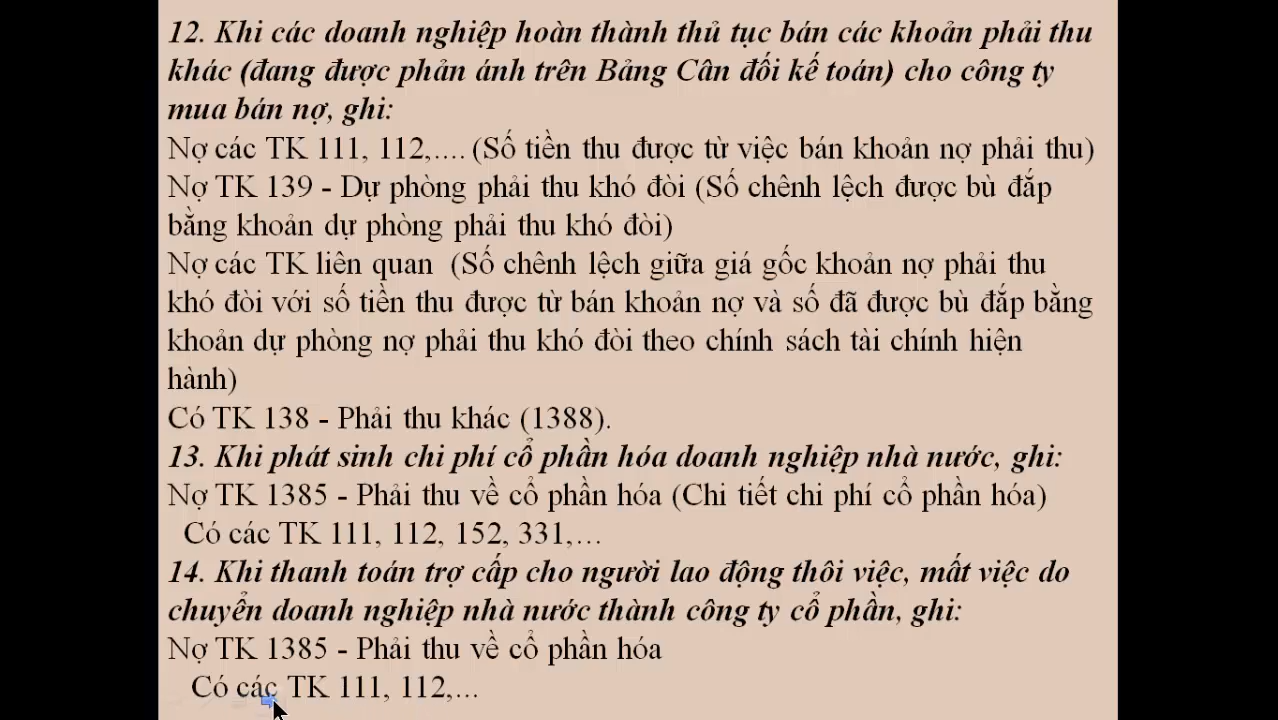 12. Khi các doanh nghiệp hoàn thành thủ tục bán các khoản phải thu
khác (đang được phản ánh trên Bảng Cân đối kế toán) cho công ty
mua bán nợ, ghi:
Nợ các TK 111, 112,.... (Số tiền thu được từ việc bán khoản nợ phải thu)
Nợ TK 139 - Dự phòng phải thu khó đòi (Số chênh lệch được bù đắp
bằng khoản dự phòng phải thu khó đòi)
Nợ các TK liên quan (Số chênh lệch giữa giá gốc khoản nợ phải thu
khó đòi với số tiền thu được từ bán khoản nợ và số đã được bù đắp bằng
khoản dự phòng nợ phải thu khó đòi theo chính sách tài chính hiện
hành)
Có TK 138 - Phải thu khác (1388).
13. Khi phát sinh chi phí cổ phần hóa doanh nghiệp nhà nước, ghi:
Nợ TK 1385 - Phải thu về cổ phần hóa (Chi tiết chi phí cổ phần hóa)
Có các TK 111, 112, 152, 331,...
14. Khi thanh toán trợ cấp cho người lao động thôi việc, mất việc do
chuyển doanh nghiệp nhà nước thành công ty cổ phần, ghi:
Nợ TK 1385 - Phải thu về cổ phần hóa
Có các TK 111, 112,...